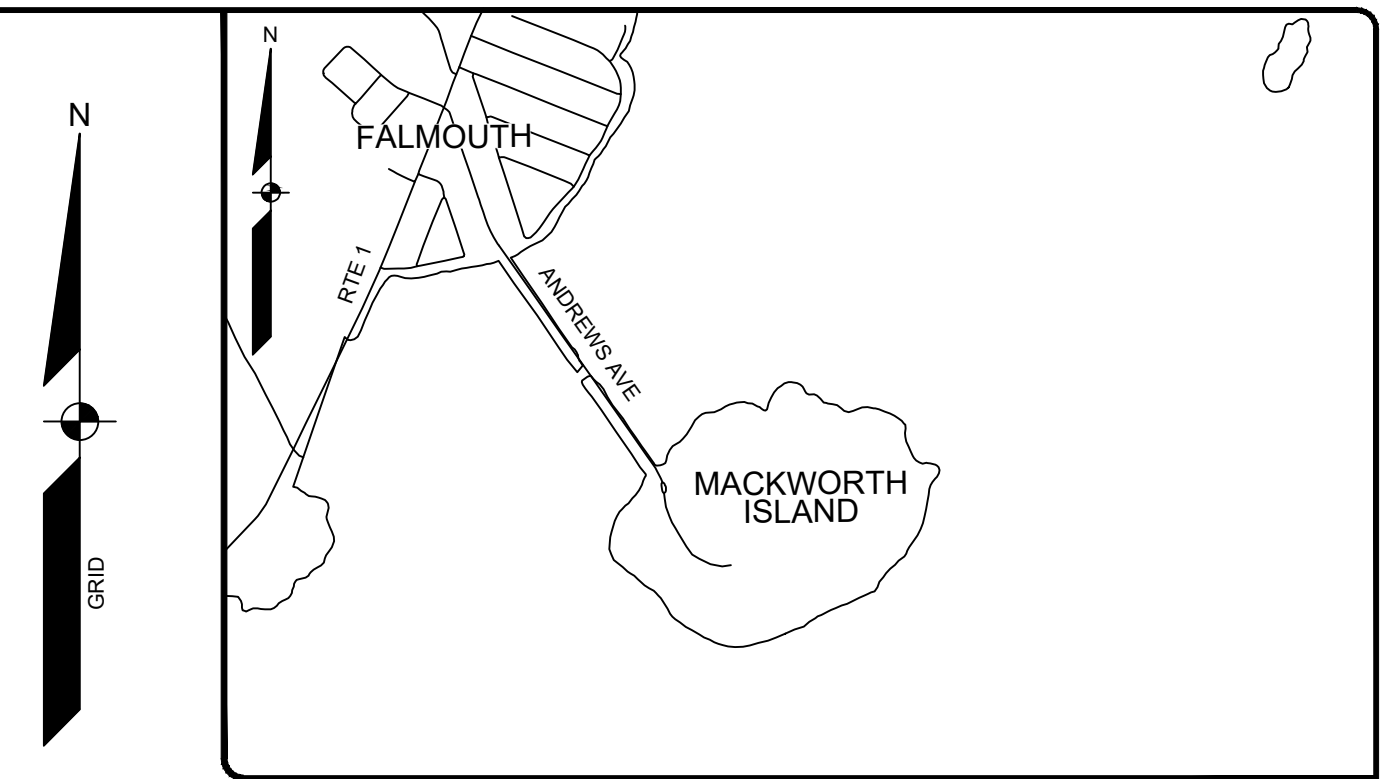 N
N
FALMOUTH
RTE 1
ANDREWS AVE
MACKWORTH
ISLAND
GRID